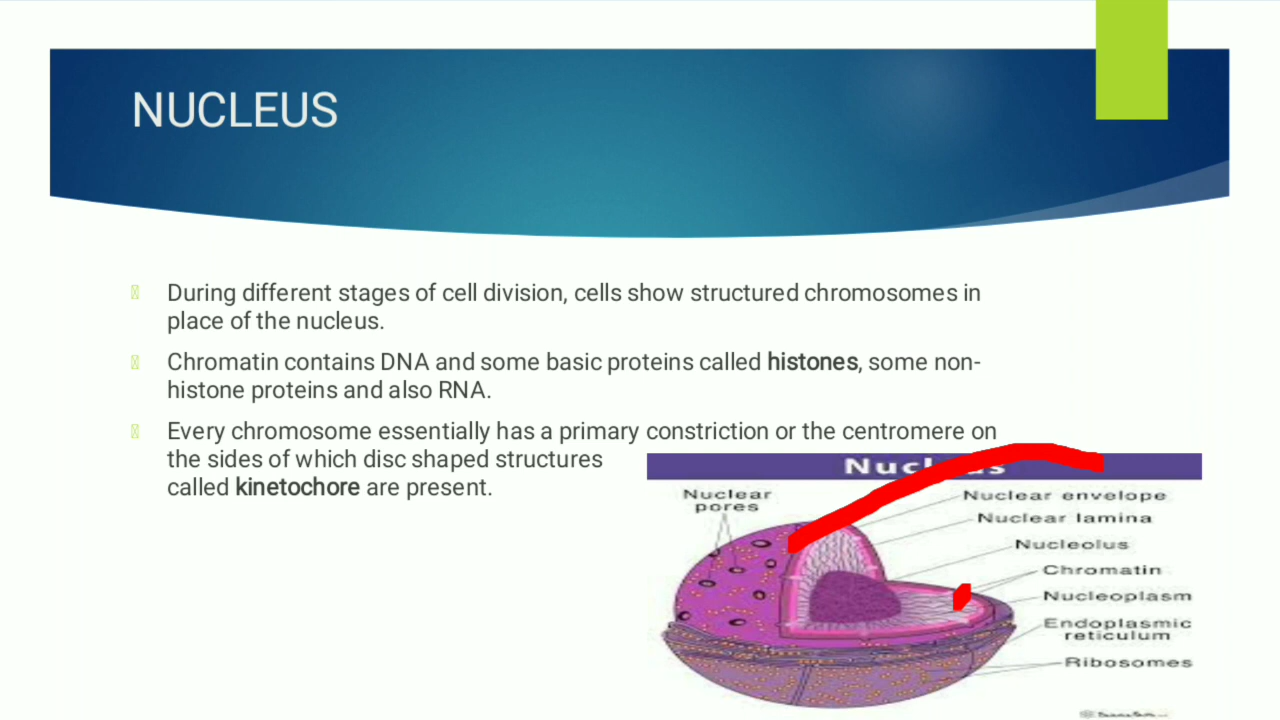 NUCLEUS
During different stages of cell division, cells show structured chromosomes in
place of the nucleus.
Chromatin contains DNA and some basic proteins called histones, some non-
histone proteins and also RNA.
Every chromosome essentially has a primary constriction or the centromere on
the sides of which disc shaped structures
called kinetochore are present.
Nuclear
pores
Nuclear envelope
Nuclear lamina
Nucleolus
Chromatin
Nucleoplasm
Endoplasmic
reticulum
Ribosomes